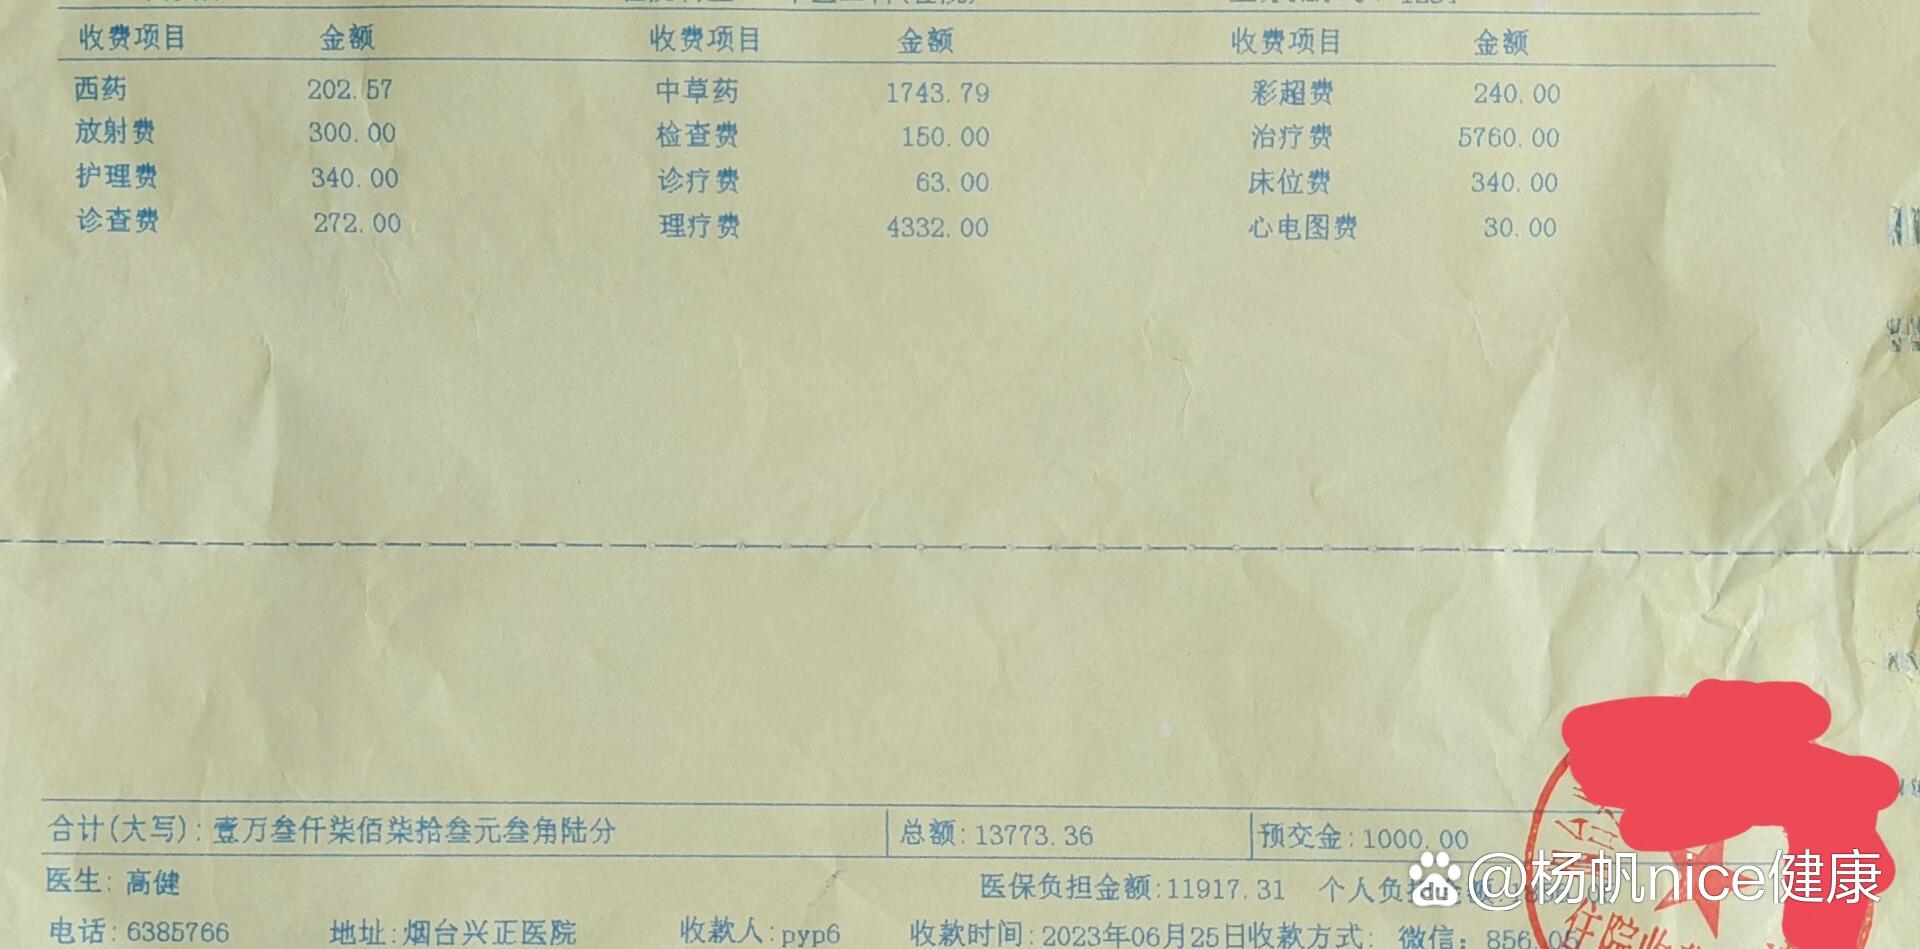 收费项目 金额 收费项目 金额 收费项目 金额
西药 202.57 中草药 1743.79 彩超费 240.00
放射费 300.00 检查费 150.00 治疗费 5760.00
护理费 340.00 诊疗费 63.00 床位费 340.00
诊查费 272.00 理疗费 4332.00 心电图费 30.00
合计(大写): 壹万叁仟柒佰柒拾叁元叁角陆分 总额: 13773.36 预交金: 1000.00
医生: 高健 医保负担金额: 11917.31 个人负
du @杨帆nice健康
电话: 6385766 地址: 烟台兴正医院 收款人: pyp6 收款时间: 2023年06月25日收款方式: 微信: 856.05
住院收